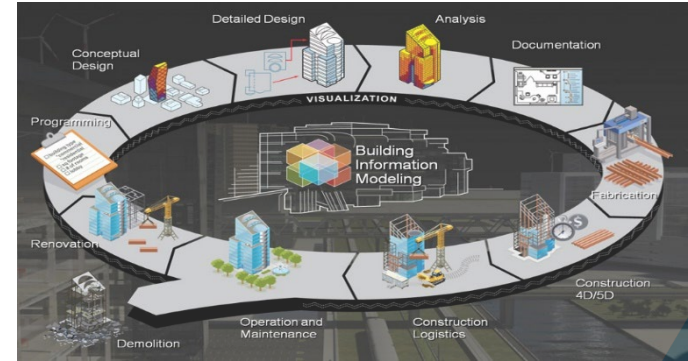 Detailed Design
Analysis
Conceptual
Design
Documentation
VISUALIZATION
Programming
Building
Information
Modeling
Fabrication
Renovation
Construction
4D/5D
Operation and
Maintenance
Construction
Logistics
Demolition